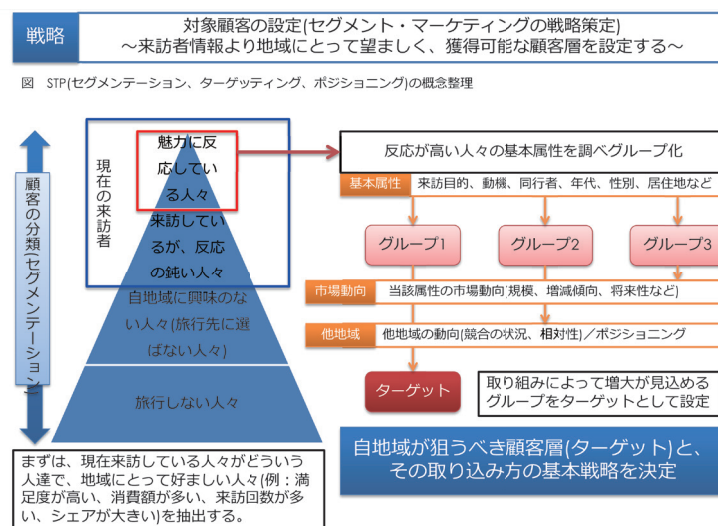 戦略
対象顧客の設定(セグメント・マーケティングの戦略策定)
～来訪者情報より地域にとって望ましく、獲得可能な顧客層を設定する～
図 STP(セグメンテーション、ターゲッティング、ポジショニング)の概念整理
顧客の分類(セグメンテーション)
現在の来訪者
魅力に反
応してい
る人々
来訪してい
るが、反応
の鈍い人々
自地域に興味のな
い人々(旅行先に選
ばない人々)
旅行しない人々
まずは、現在来訪している人々がどういう
人達で、地域にとって好ましい人々(例：満
足度が高い、消費額が多い、来訪回数が多
い、シェアが大きい)を抽出する。
反応が高い人々の基本属性を調べグループ化
基本属性 来訪目的、動機、同行者、年代、性別、居住地など
グループ1
グループ2
グループ3
市場動向 当該属性の市場動向(規模、増減傾向、将来性など)
他地域 他地域の動向(競合の状況、相対性)／ポジショニング
ターゲット
取り組みによって増大が見込める
グループをターゲットとして設定
自地域が狙うべき顧客層(ターゲット)と、
その取り込み方の基本戦略を決定